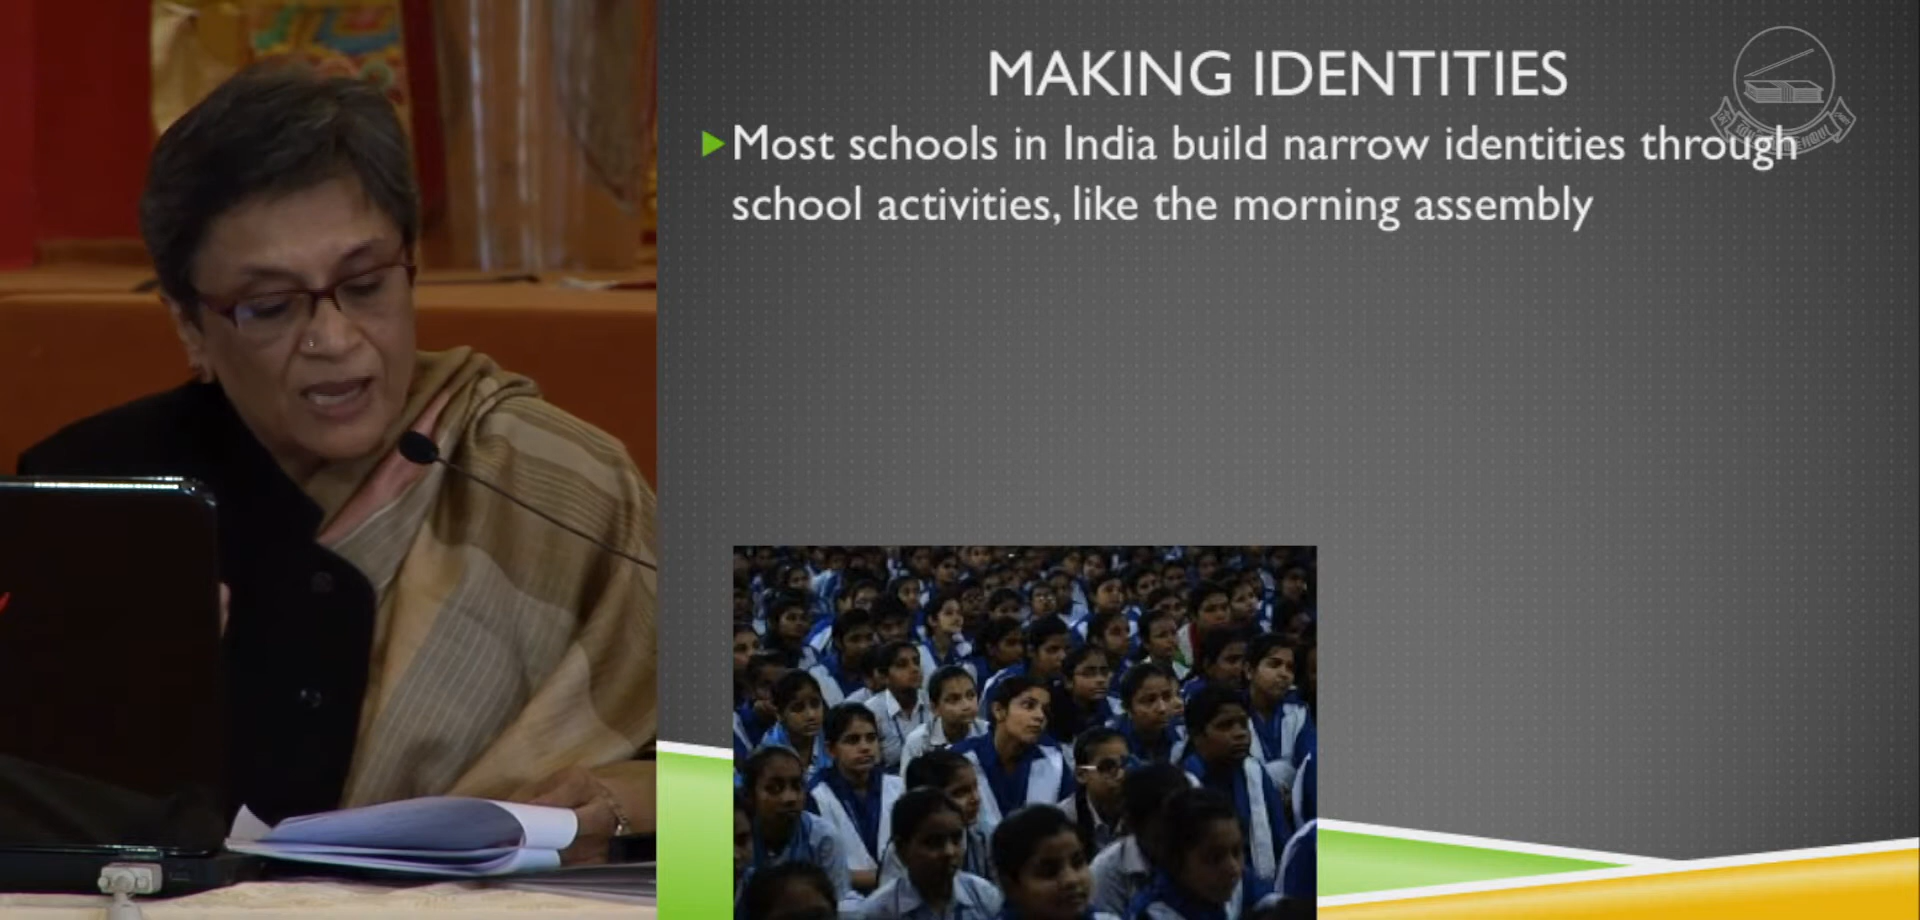 MAKING IDENTITIES
Most schools in India build narrow identities through
school activities, like the morning assembly